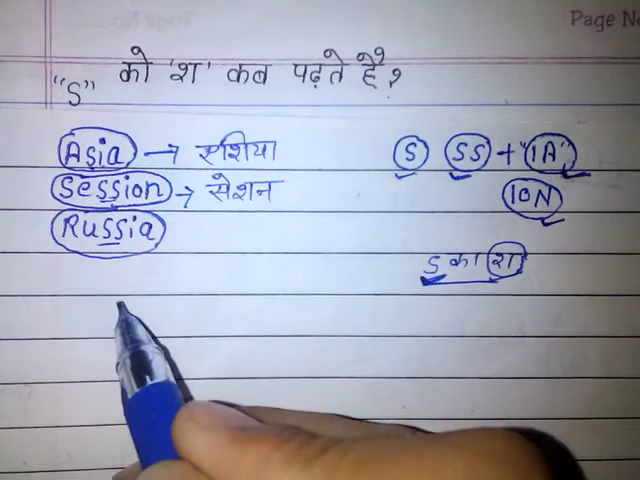 Page No
"S" को 'श' कब पढ़ते है?
Asia → एशिया S SS + "IA"
Session → सेशन ION
Russia
S का श